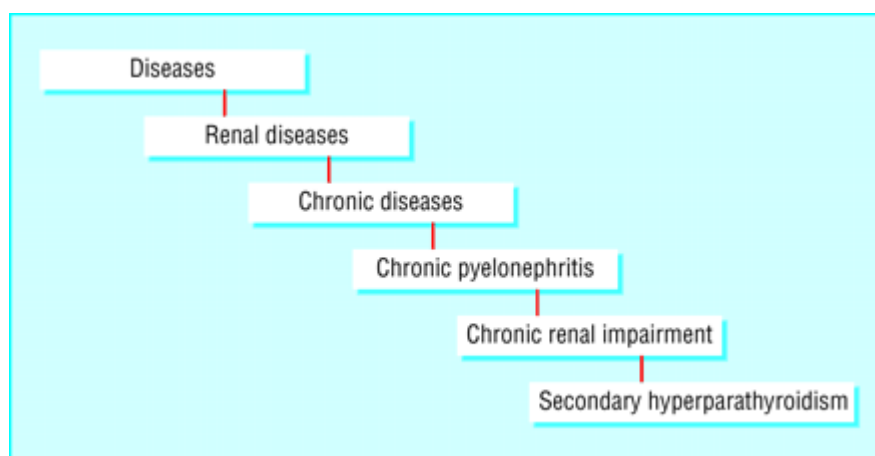 Diseases
Renal diseases
Chronic diseases
Chronic pyelonephritis
Chronic renal impairment
Secondary hyperparathyroidism